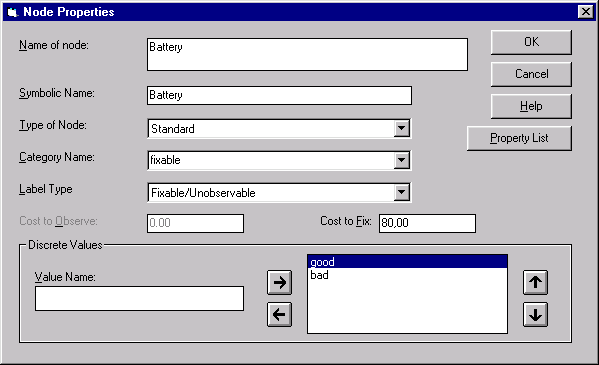 Node Properties
Name of node:
Battery
OK
Cancel
Symbolic Name:
Battery
Help
Type of Node:
Standard
Property List
Category Name:
fixable
Label Type
Fixable/Unobservable
Cost to Observe:
0.00
Cost to Fix:
80,00
Discrete Values
Value Name:
good
bad